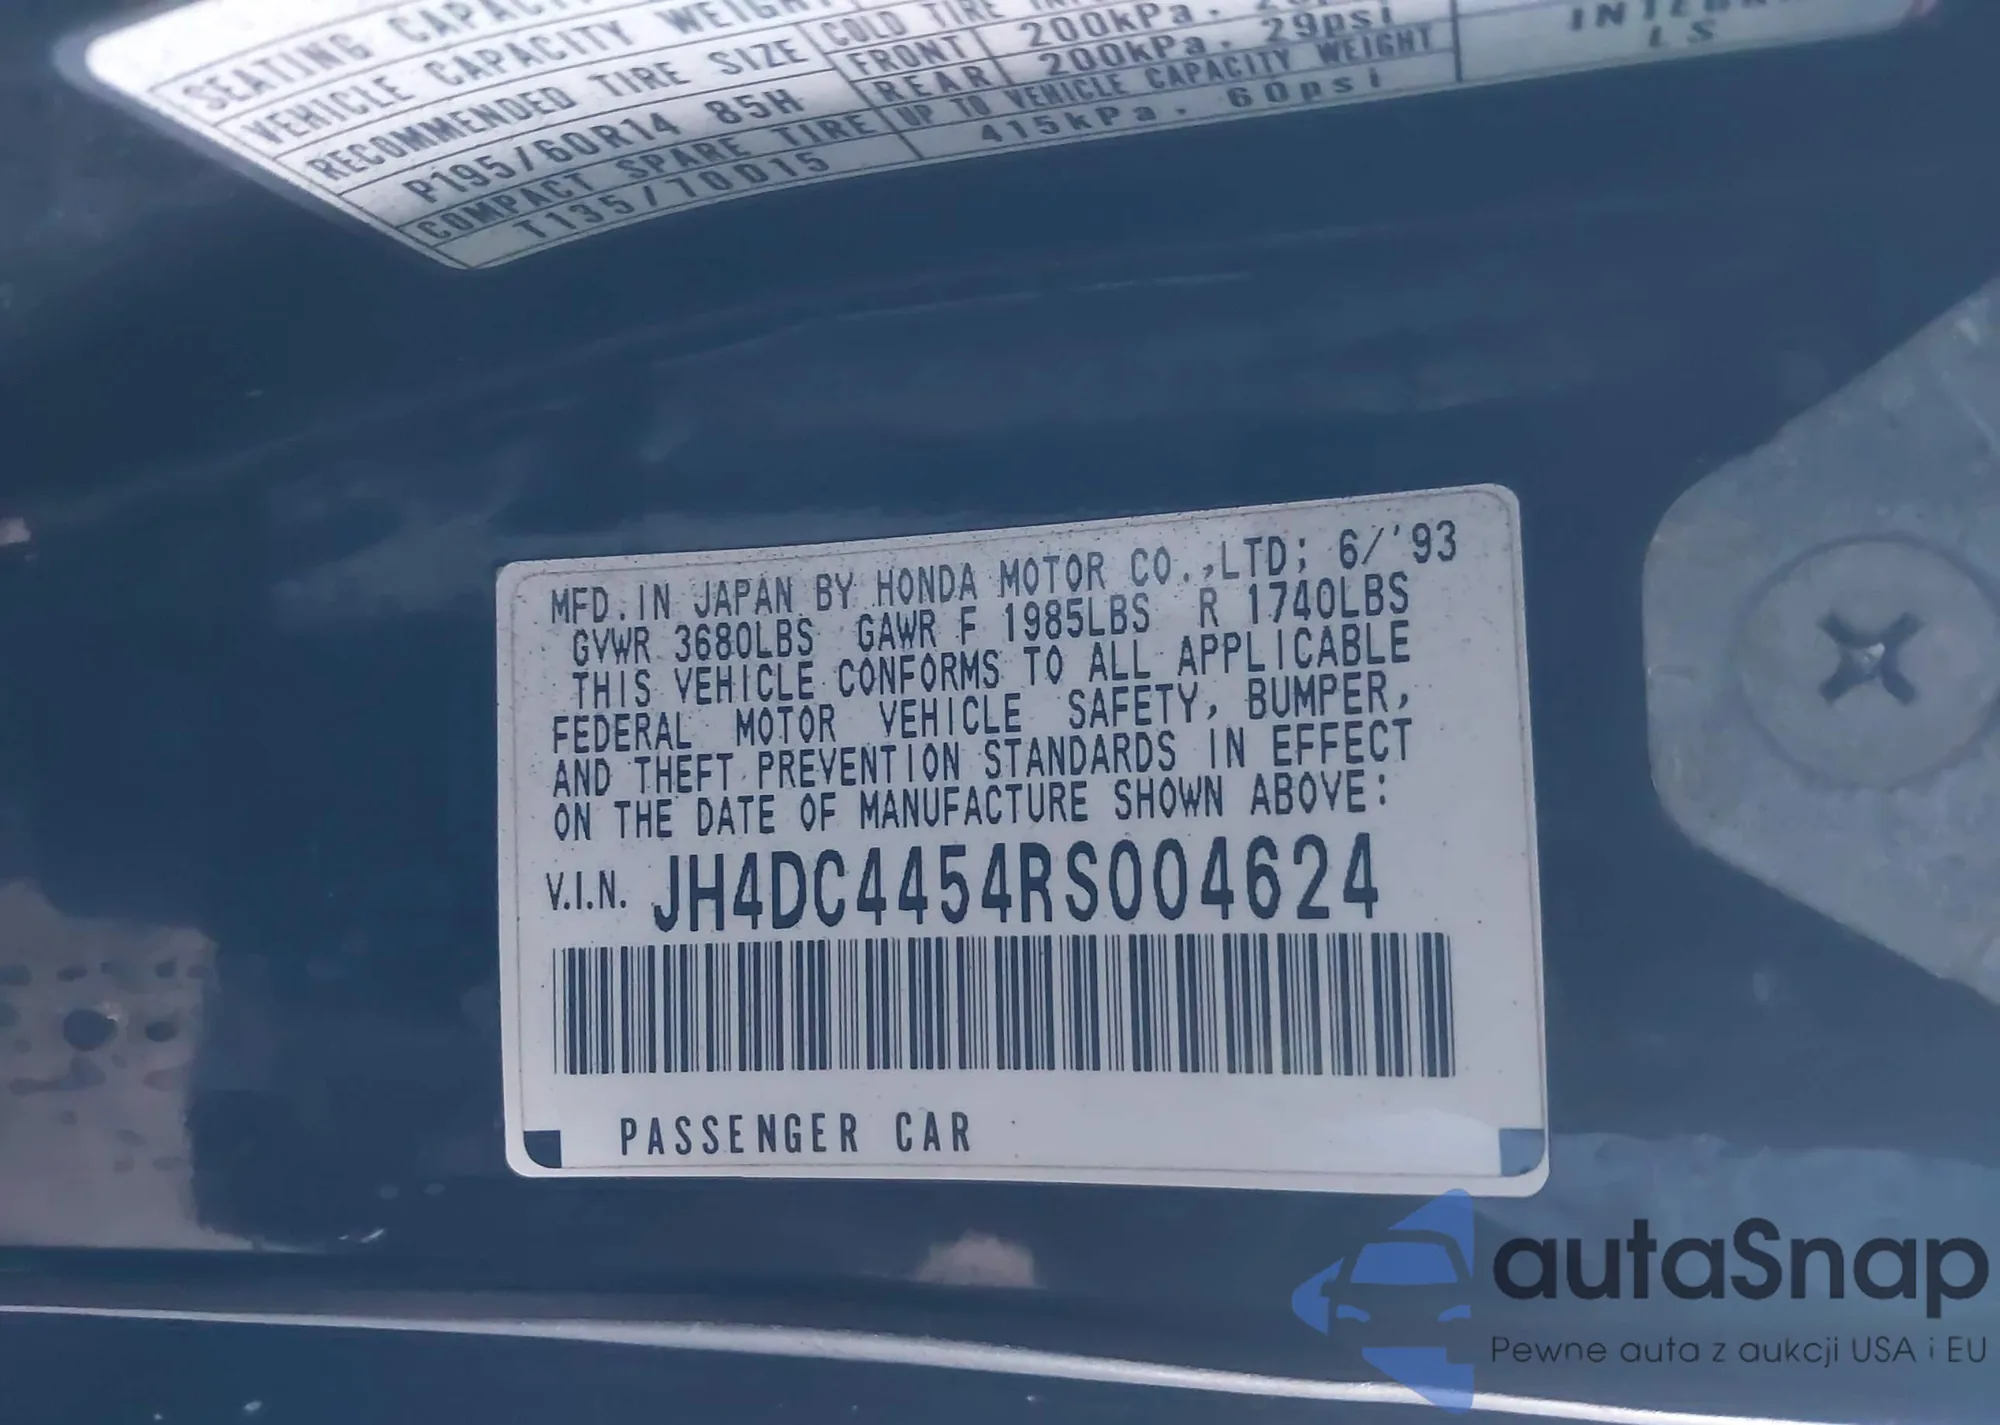 SEATING
VEHICLE CAPACITY
RECOMMENDED TIRE SIZE
COLD TIRE
FRONT 200kPa.
P195/60R14 85H
REAR 200kPa. 29psi
COMPACT SPARE TIRE
UP TO VEHICLE CAPACITY WEIGHT
T135/70D15
415kPa. 60psi
LS
MFD. IN JAPAN BY HONDA MOTOR CO.,LTD; 6/'93
GVWR 3680LBS GAWR F 1985LBS R 1740LBS
THIS VEHICLE CONFORMS TO ALL APPLICABLE
FEDERAL MOTOR VEHICLE SAFETY, BUMPER,
AND THEFT PREVENTION STANDARDS IN EFFECT
ON THE DATE OF MANUFACTURE SHOWN ABOVE:
V.I.N. JH4DC4454RS004624
PASSENGER CAR
autaSnap
Pewne auta z aukcji USA i EU